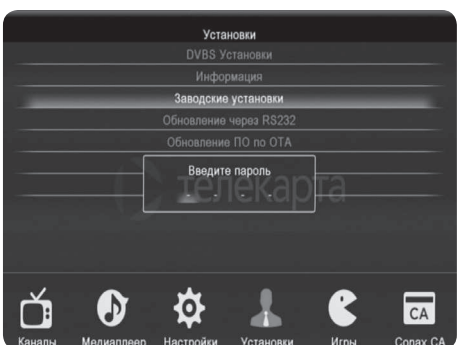 Установки
DVBS Установки
Информация
Заводские установки
Обновление через RS232
Обновление ПО по OTA
Введите пароль
телекарта
CA
Каналы Медиаплеер Настройки Установки Игры Conax CA